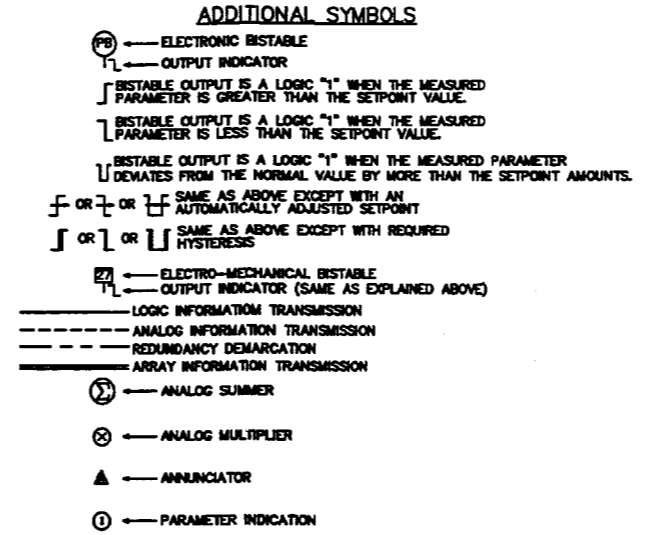 ADDITIONAL SYMBOLS
PB ELECTRONIC BISTABLE
OUTPUT INDICATOR
BISTABLE OUTPUT IS A LOGIC "1" WHEN THE MEASURED
PARAMETER IS GREATER THAN THE SETPOINT VALUE.
BISTABLE OUTPUT IS A LOGIC "1" WHEN THE MEASURED
PARAMETER IS LESS THAN THE SETPOINT VALUE.
BISTABLE OUTPUT IS A LOGIC "1" WHEN THE MEASURED PARAMETER
DEVIATES FROM THE NORMAL VALUE BY MORE THAN THE SETPOINT AMOUNTS.
OR OR SAME AS ABOVE EXCEPT WITH AN
AUTOMATICALLY ADJUSTED SETPOINT
OR OR SAME AS ABOVE EXCEPT WITH REQUIRED
HYSTERESIS
27 ELECTRO-MECHANICAL BISTABLE
OUTPUT INDICATOR (SAME AS EXPLAINED ABOVE)
LOGIC INFORMATIOM TRANSMISSION
ANALOG INFORMATION TRANSMISSION
REDUNDANCY DEMARCATION
ARRAY INFORMATION TRANSMISSION
Σ ANALOG SUMMER
ANALOG MULTIPLIER
ANNUNCIATOR
I PARAMETER INDICATION